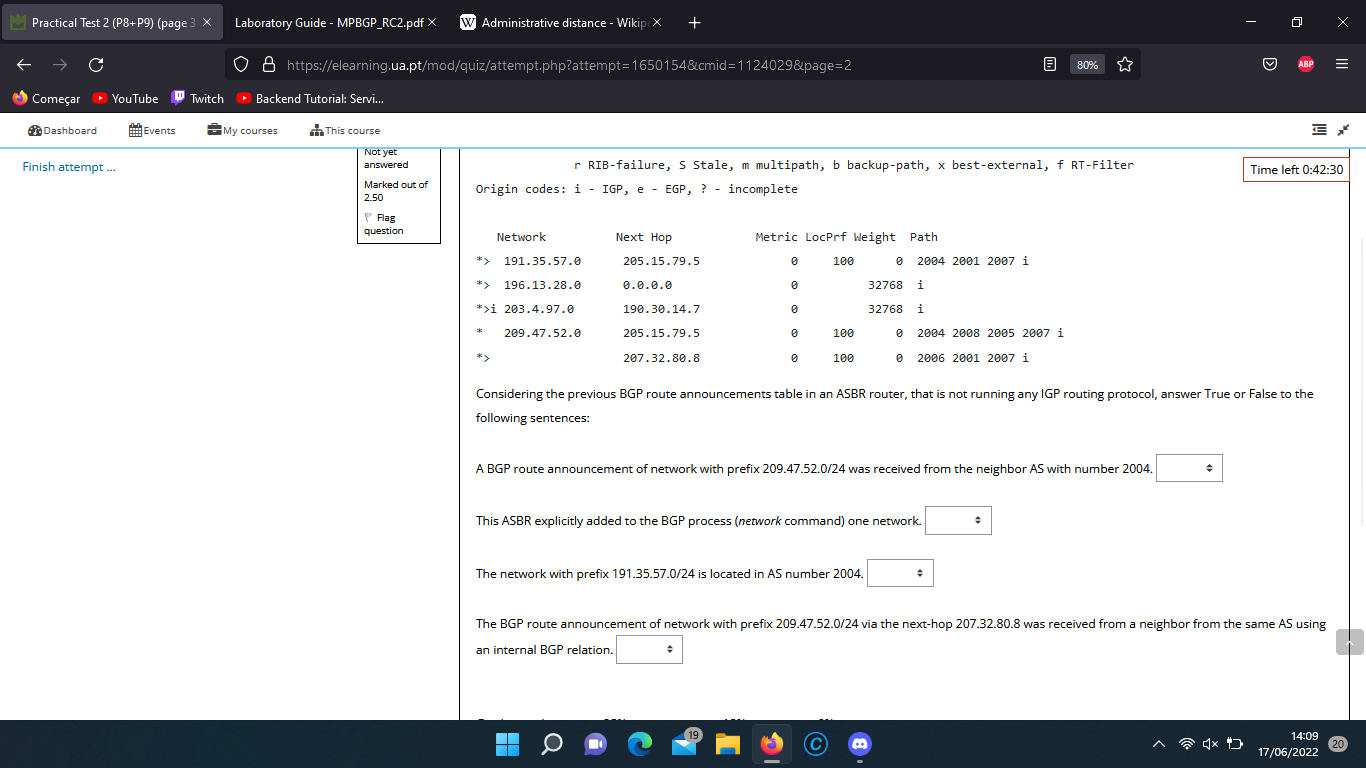 Practical Test 2 (P8+P9) (page 3
Laboratory Guide - MPBGP_RC2.pdf
W Administrative distance - Wikip
https://elearning.ua.pt/mod/quiz/attempt.php?attempt=1650154&cmid=1124029&page=2
80%
ABP
Começar
YouTube
Twitch
Backend Tutorial: Servi...
Dashboard
Events
My courses
This course
Finish attempt ...
Not yet
answered
Marked out of
2.50
Flag
question
Time left 0:42:30
r RIB-failure, S Stale, m multipath, b backup-path, x best-external, f RT-Filter
Origin codes: i - IGP, e - EGP, ? - incomplete
Network Next Hop Metric LocPrf Weight Path
*> 191.35.57.0 205.15.79.5 0 100 0 2004 2001 2007 i
*> 196.13.28.0 0.0.0.0 0 32768 i
*>i 203.4.97.0 190.30.14.7 0 32768 i
* 209.47.52.0 205.15.79.5 0 100 0 2004 2008 2005 2007 i
*> 207.32.80.8 0 100 0 2006 2001 2007 i
Considering the previous BGP route announcements table in an ASBR router, that is not running any IGP routing protocol, answer True or False to the
following sentences:
A BGP route announcement of network with prefix 209.47.52.0/24 was received from the neighbor AS with number 2004.
This ASBR explicitly added to the BGP process (network command) one network.
The network with prefix 191.35.57.0/24 is located in AS number 2004.
The BGP route announcement of network with prefix 209.47.52.0/24 via the next-hop 207.32.80.8 was received from a neighbor from the same AS using
an internal BGP relation.
19
C
14:09
17/06/2022
20